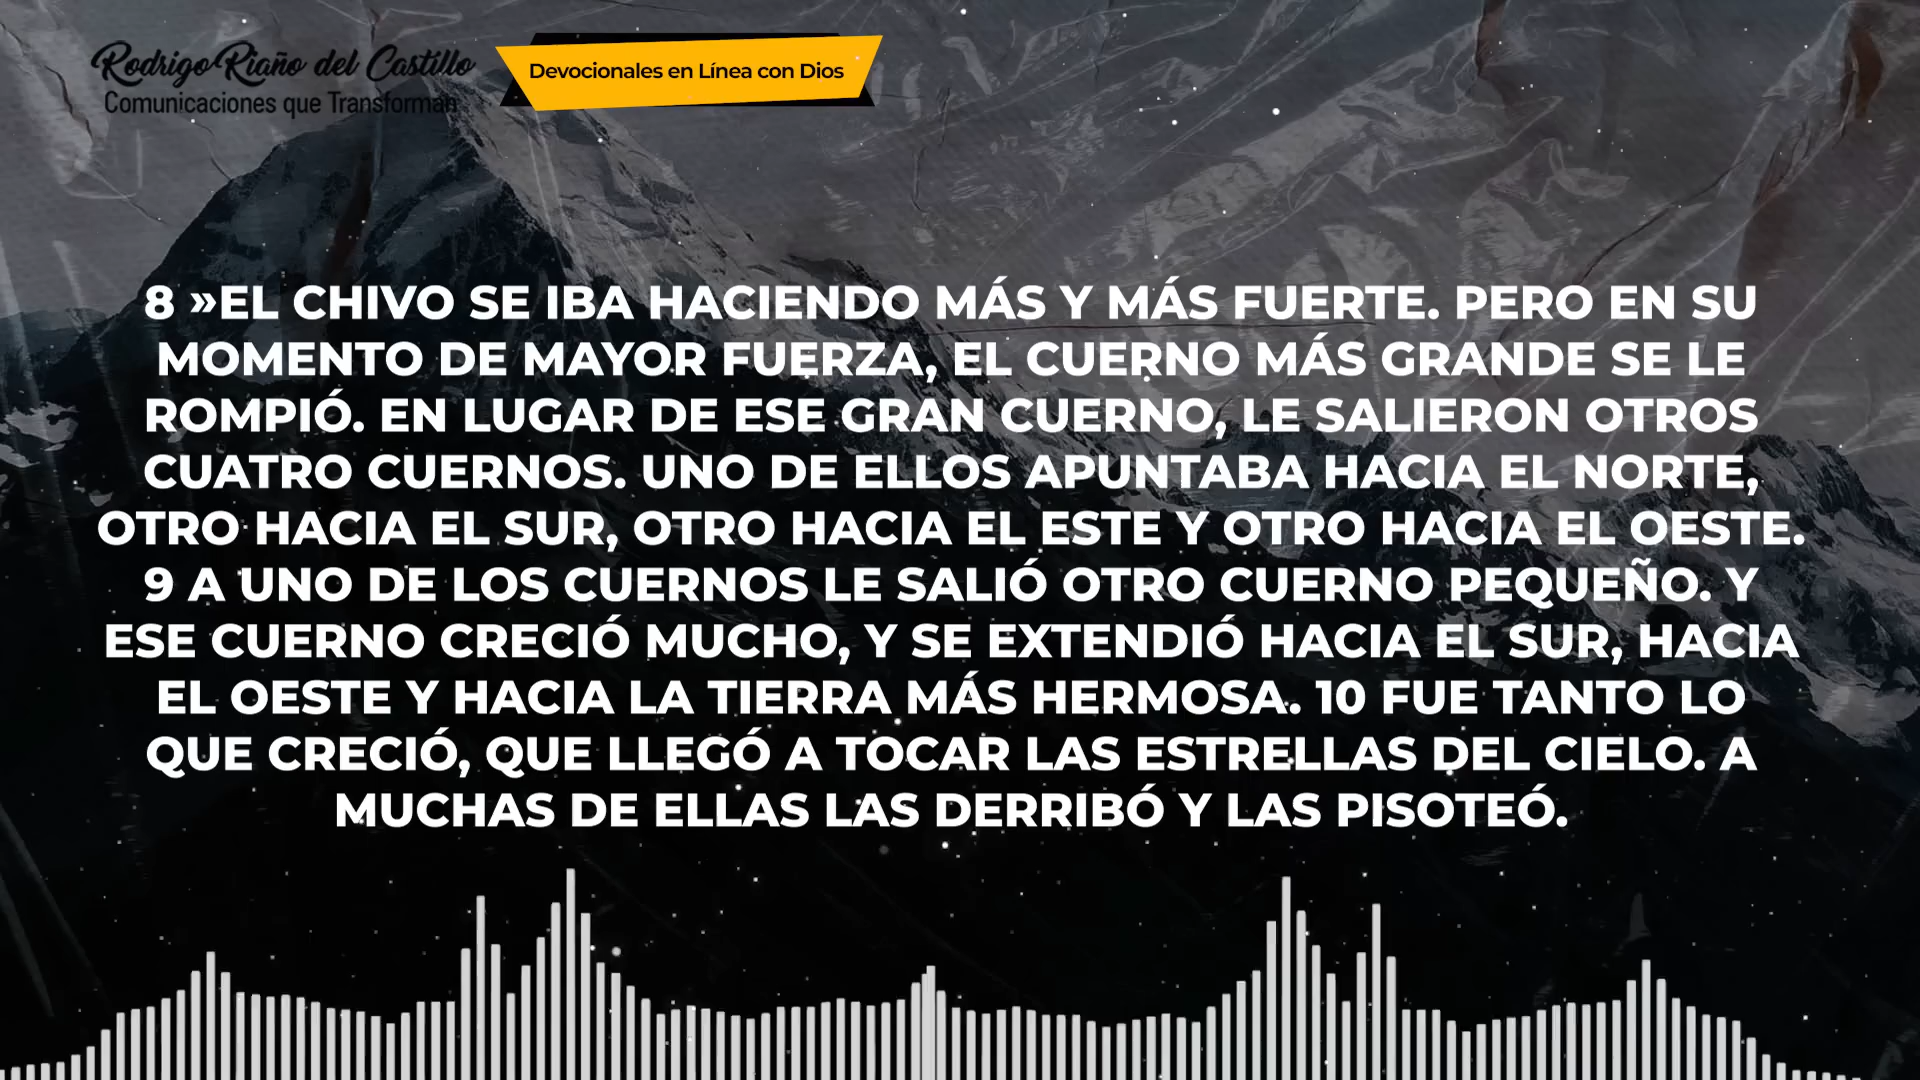 Rodrigo Riaño del Castillo
Comunicaciones que Transforman
Devocionales en Línea con Dios
8 »EL CHIVO SE IBA HACIENDO MÁS Y MÁS FUERTE. PERO EN SU
MOMENTO DE MAYOR FUERZA, EL CUERNO MÁS GRANDE SE LE
ROMPIÓ. EN LUGAR DE ESE GRAN CUERNO, LE SALIERON OTROS
CUATRO CUERNOS. UNO DE ELLOS APUNTABA HACIA EL NORTE,
OTRO HACIA EL SUR, OTRO HACIA EL ESTE Y OTRO HACIA EL OESTE.
9 A UNO DE LOS CUERNOS LE SALIÓ OTRO CUERNO PEQUEÑO. Y
ESE CUERNO CRECIÓ MUCHO, Y SE EXTENDIÓ HACIA EL SUR, HACIA
EL OESTE Y HACIA LA TIERRA MÁS HERMOSA. 10 FUE TANTO LO
QUE CRECIÓ, QUE LLEGÓ A TOCAR LAS ESTRELLAS DEL CIELO. A
MUCHAS DE ELLAS LAS DERRIBÓ Y LAS PISOTEÓ.